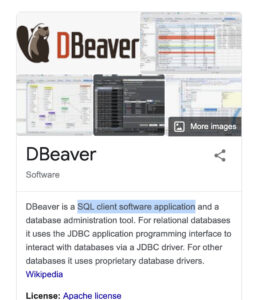 DBeaver
More images
DBeaver
Software
DBeaver is a SQL client software application and a
database administration tool. For relational databases
it uses the JDBC application programming interface to
interact with databases via a JDBC driver. For other
databases it uses proprietary database drivers.
Wikipedia
License: Apache license